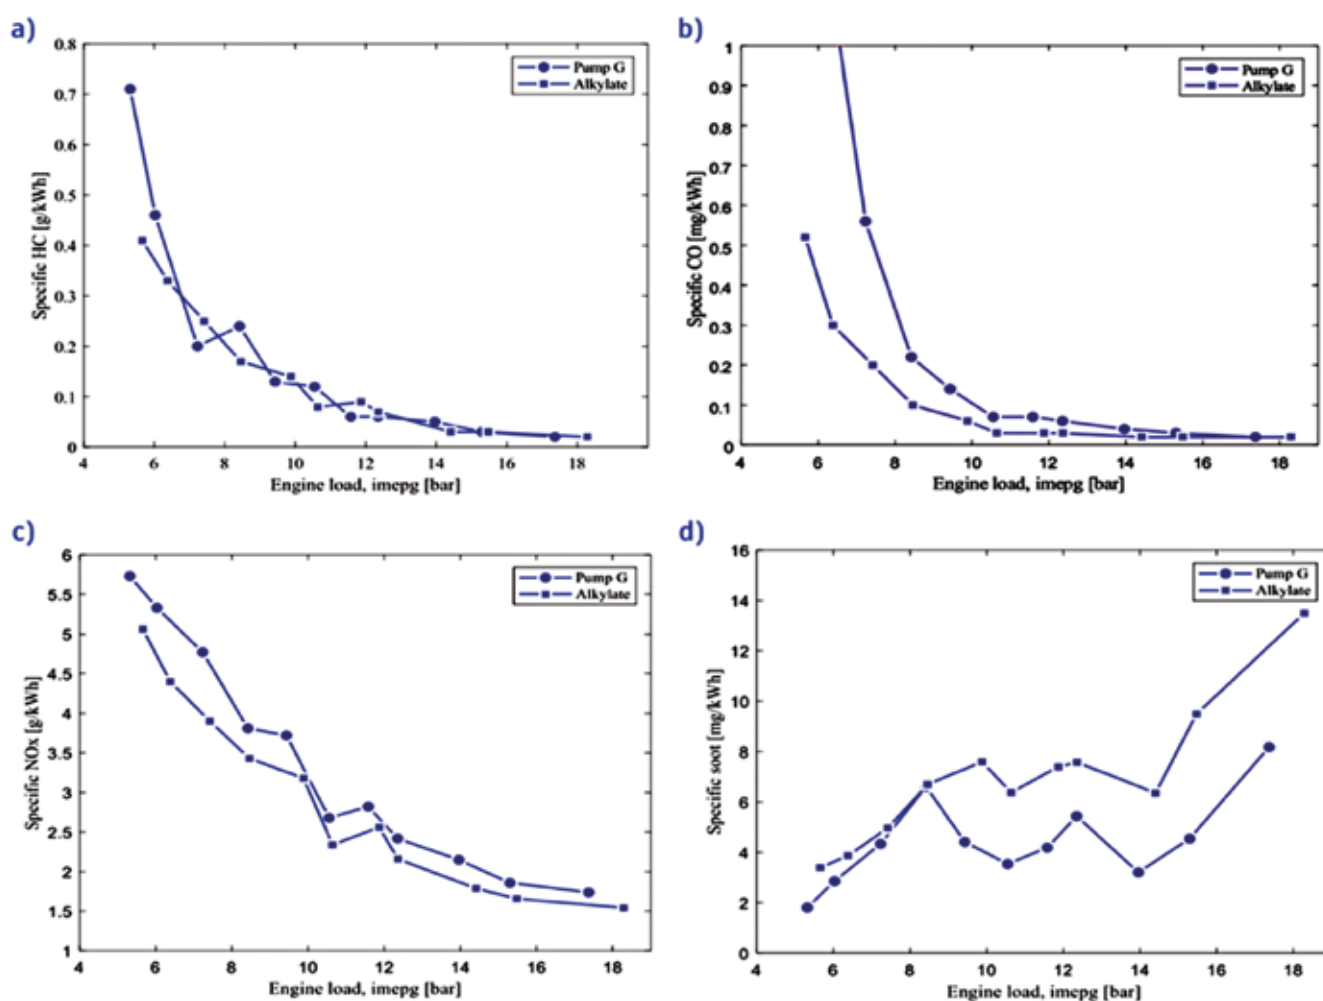 a)
0.8
0.7
0.6
0.5
0.4
0.3
0.2
0.1
0
Specific HC [g/kWh]
Pump G
Alkylate
4 6 8 10 12 14 16 18
Engine load, imepg [bar]
b)
1
0.9
0.8
0.7
0.6
0.5
0.4
0.3
0.2
0.1
0
Specific CO [mg/kWh]
Pump G
Alkylate
4 6 8 10 12 14 16 18
Engine load, imepg [bar]
c)
6
5.5
5
4.5
4
3.5
3
2.5
2
1.5
1
Specific NOx [g/kWh]
Pump G
Alkylate
4 6 8 10 12 14 16 18
Engine load, imepg [bar]
d)
16
14
12
10
8
6
4
2
0
Specific soot [mg/kWh]
Pump G
Alkylate
4 6 8 10 12 14 16 18
Engine load, imepg [bar]